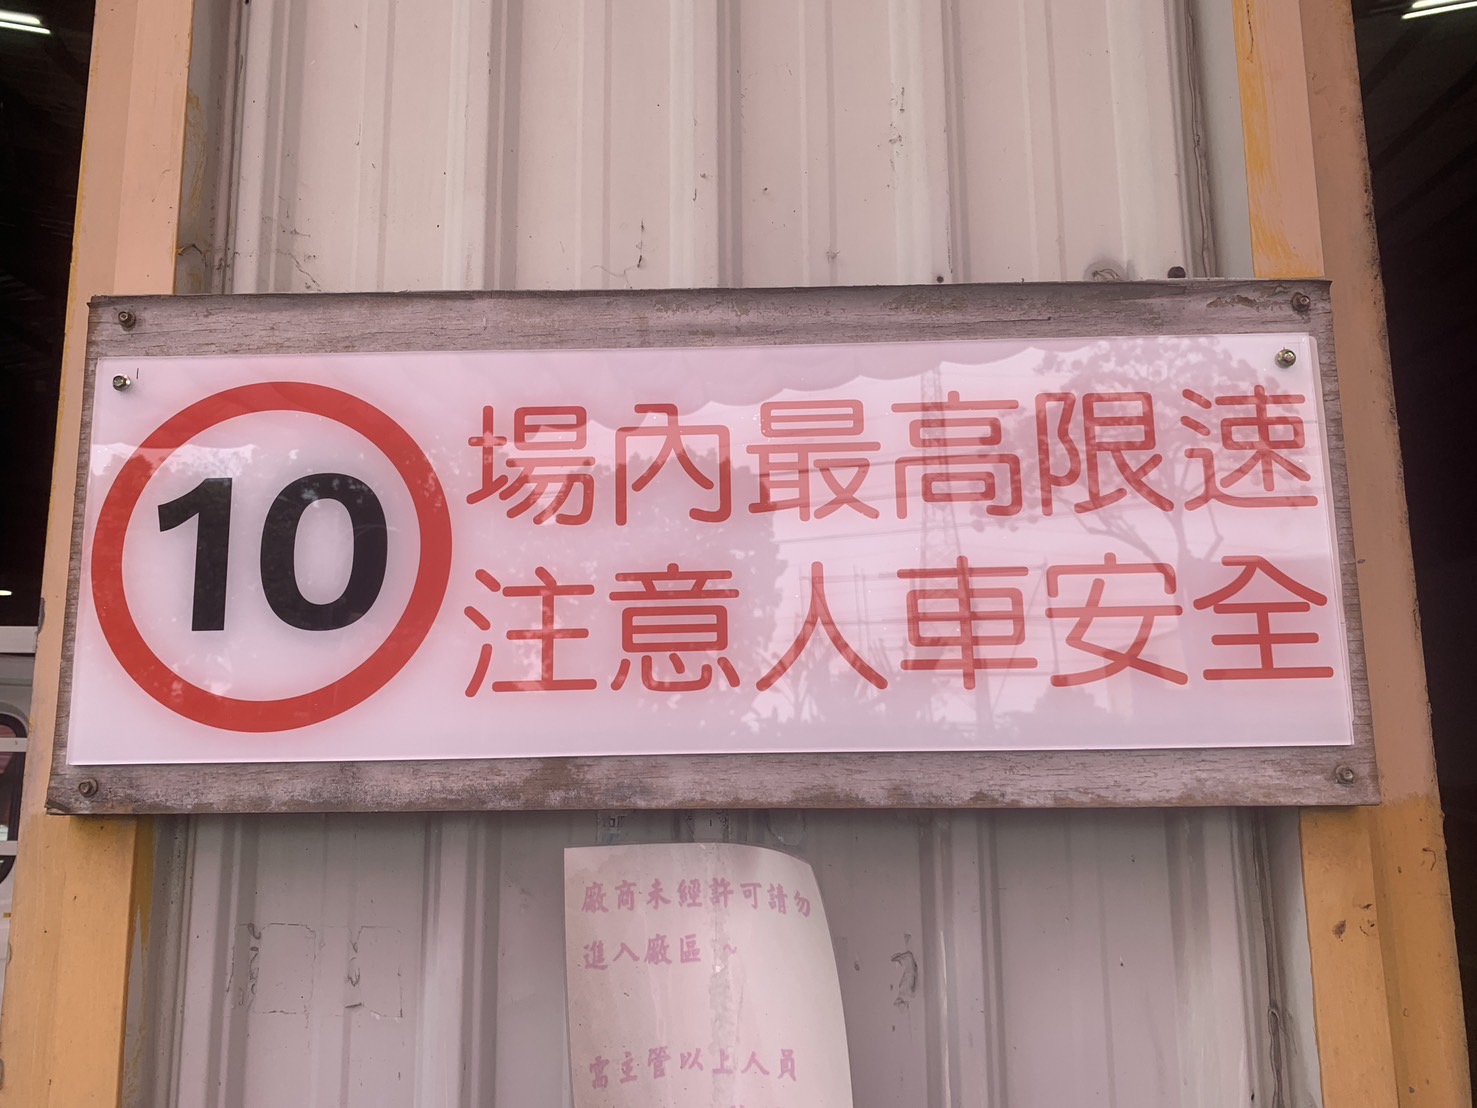 10
場內最高限速
注意人車安全
廠商未經許可請勿
進入廠區～
需主管以上人員